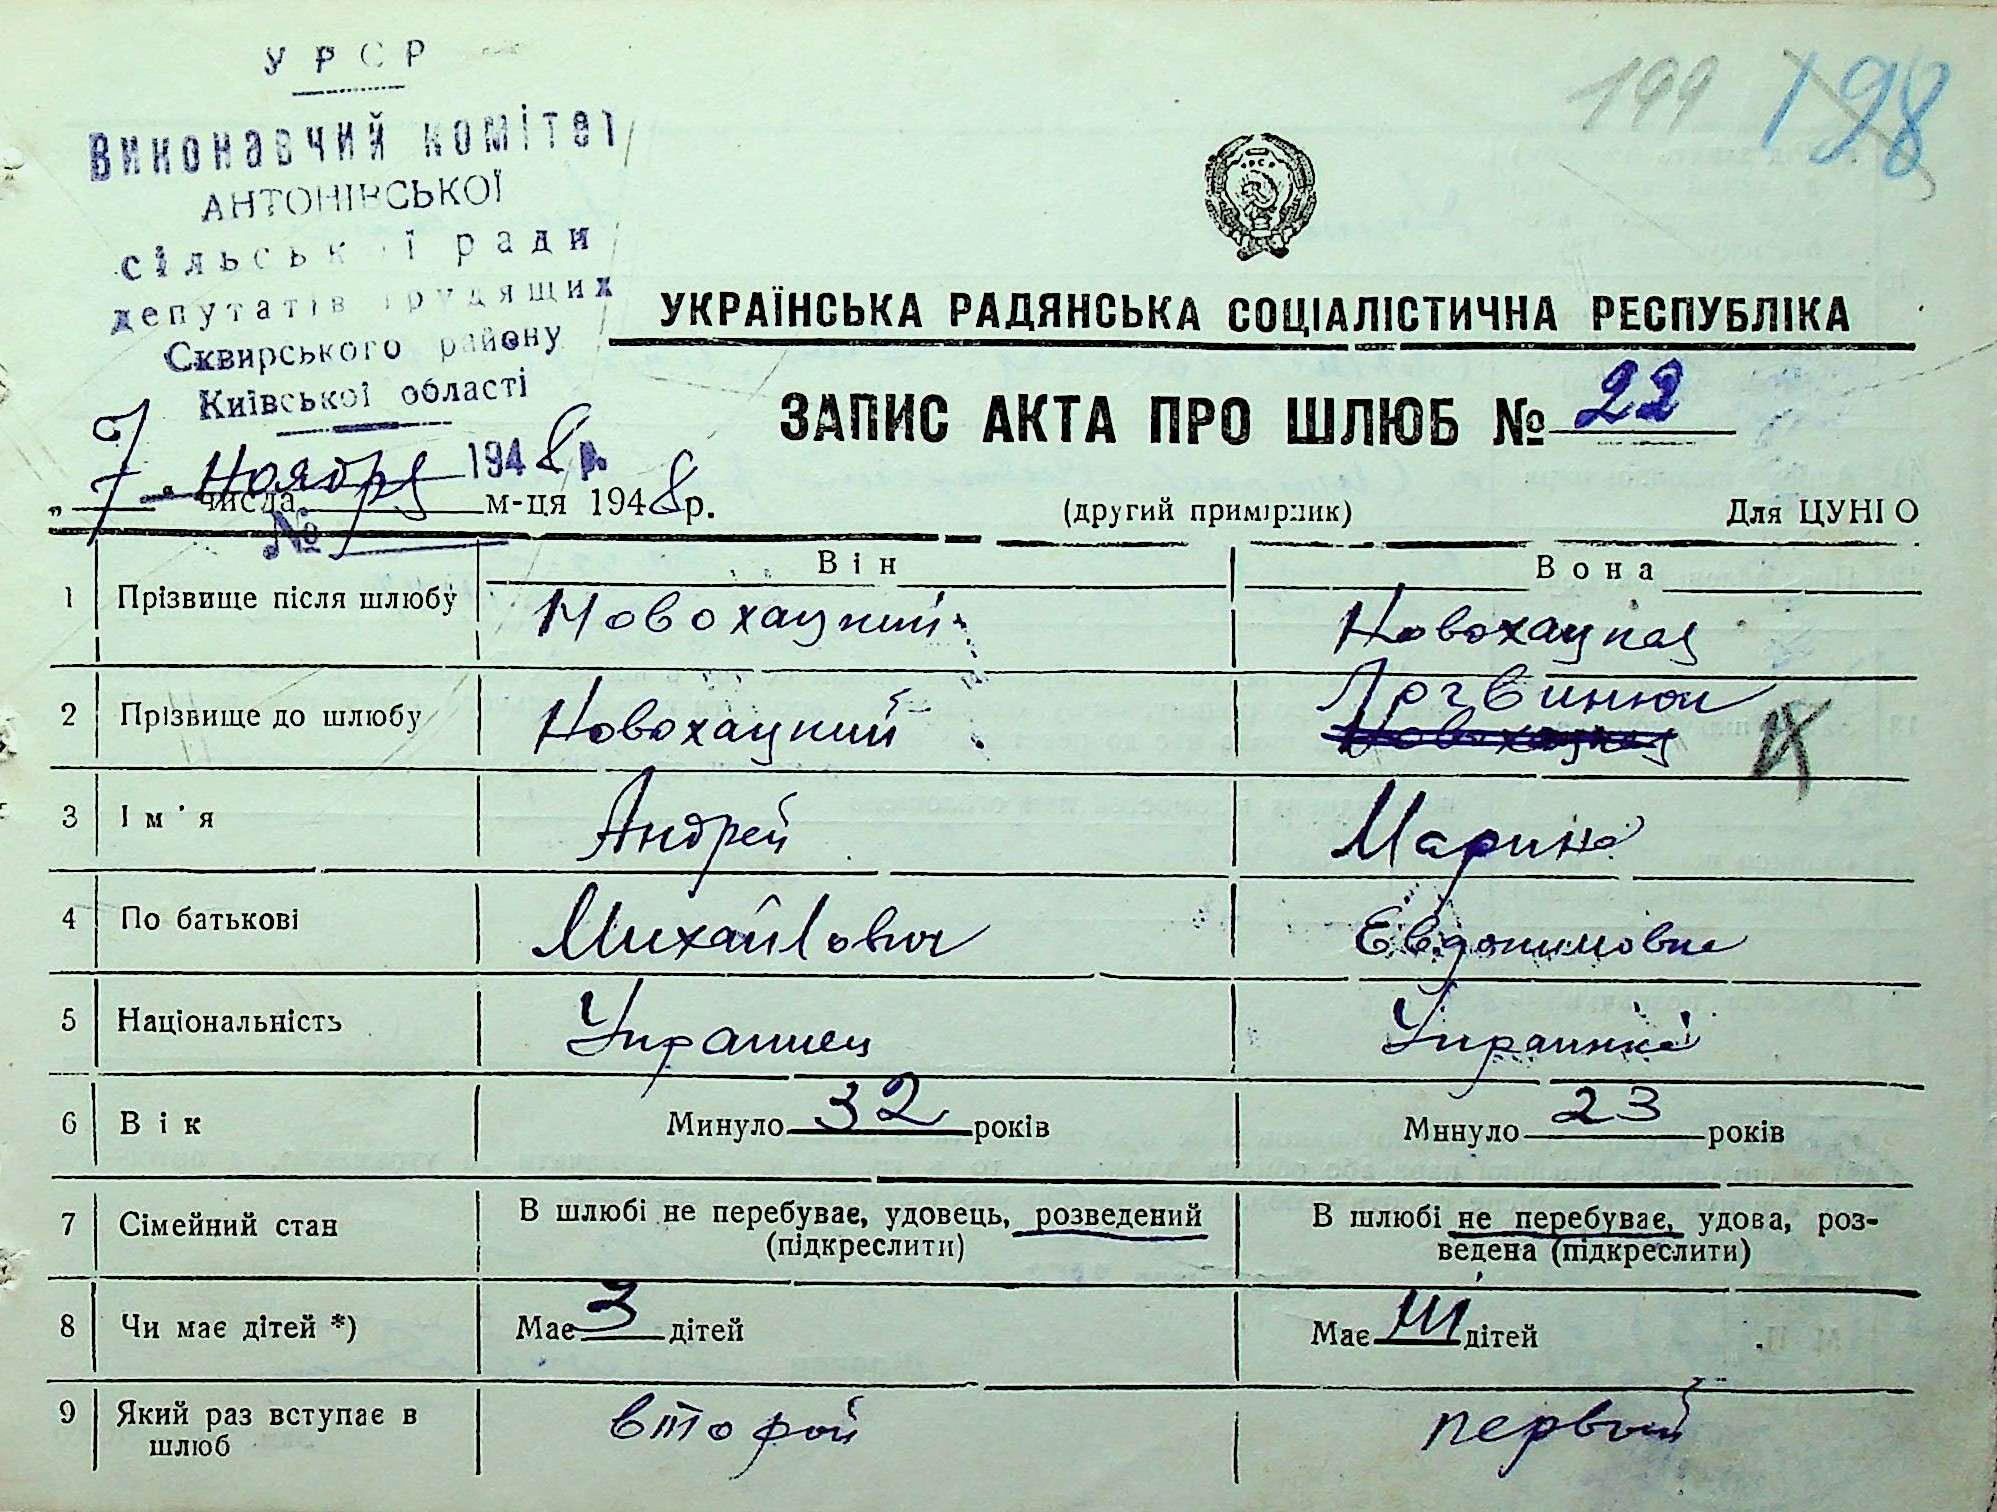 УРСР
Виконавчий комітет
АНТОНІВСЬКОЇ
сільської ради
депутатів трудящих
Сквирського району
Київської області
199 198
УКРАЇНСЬКА РАДЯНСЬКА СОЦІАЛІСТИЧНА РЕСПУБЛІКА
ЗАПИС АКТА ПРО ШЛЮБ № 22
7 ноября 1948 р.
„ 7 " числа м-ця 1948 р.
№
(другий примірник)
Для ЦУНГО
Він Вона
1 Прізвище після шлюбу Новохацкий Новохацкая
2 Прізвище до шлюбу Новохацкий Новохацкая
3 Ім'я Андрей Марина
4 По батькові Михайлович Евдокимовна
5 Національність Украинец Украинка
6 Вік Минуло 32 років Минуло 23 років
7 Сімейний стан В шлюбі не перебуває, удовець, розведений (підкреслити) В шлюбі не перебуває, удова, роз-
ведена (підкреслити)
8 Чи має дітей *) Має 3 дітей Має дітей
9 Який раз вступає в
шлюб второй первый